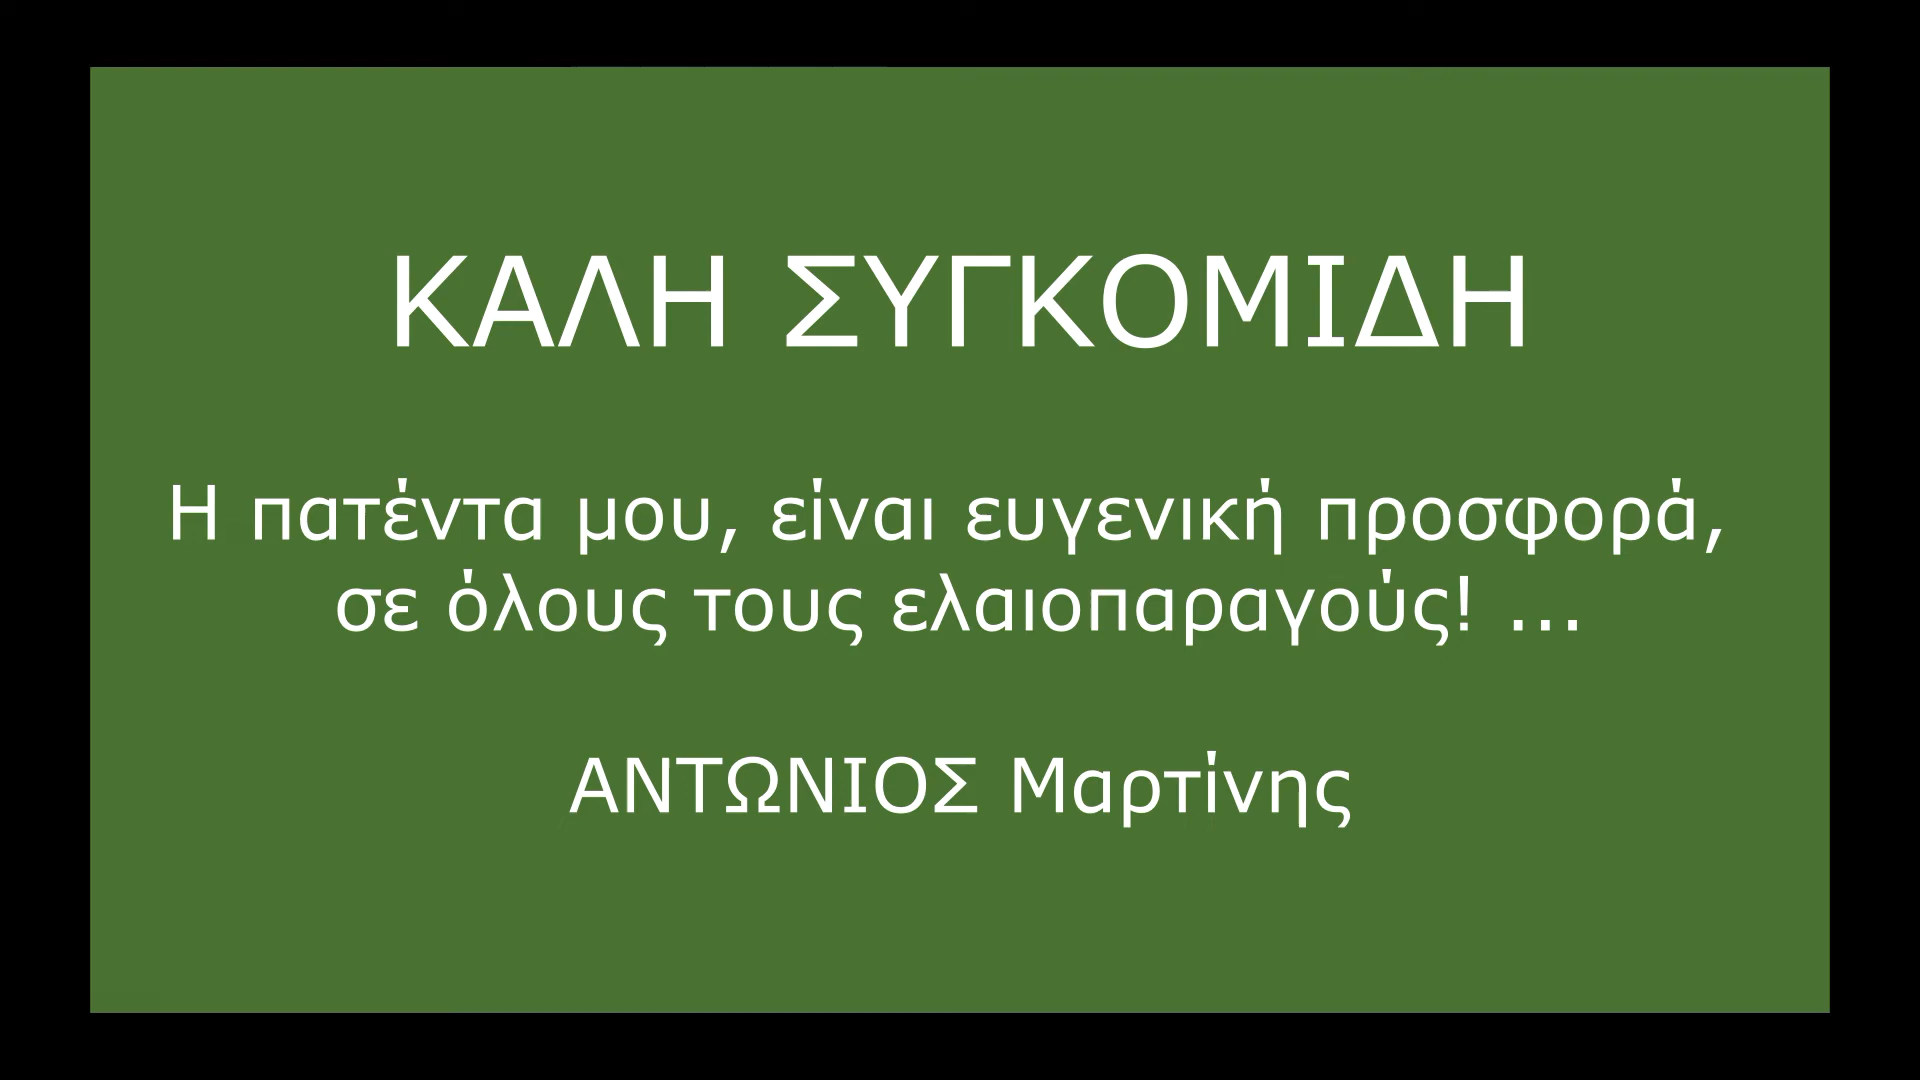 ΚΑΛΗ ΣΥΓΚΟΜΙΔΗ
Η πατέντα μου, είναι ευγενική προσφορά,
σε όλους τους ελαιοπαραγούς! ...
ΑΝΤΩΝΙΟΣ Μαρτίνης